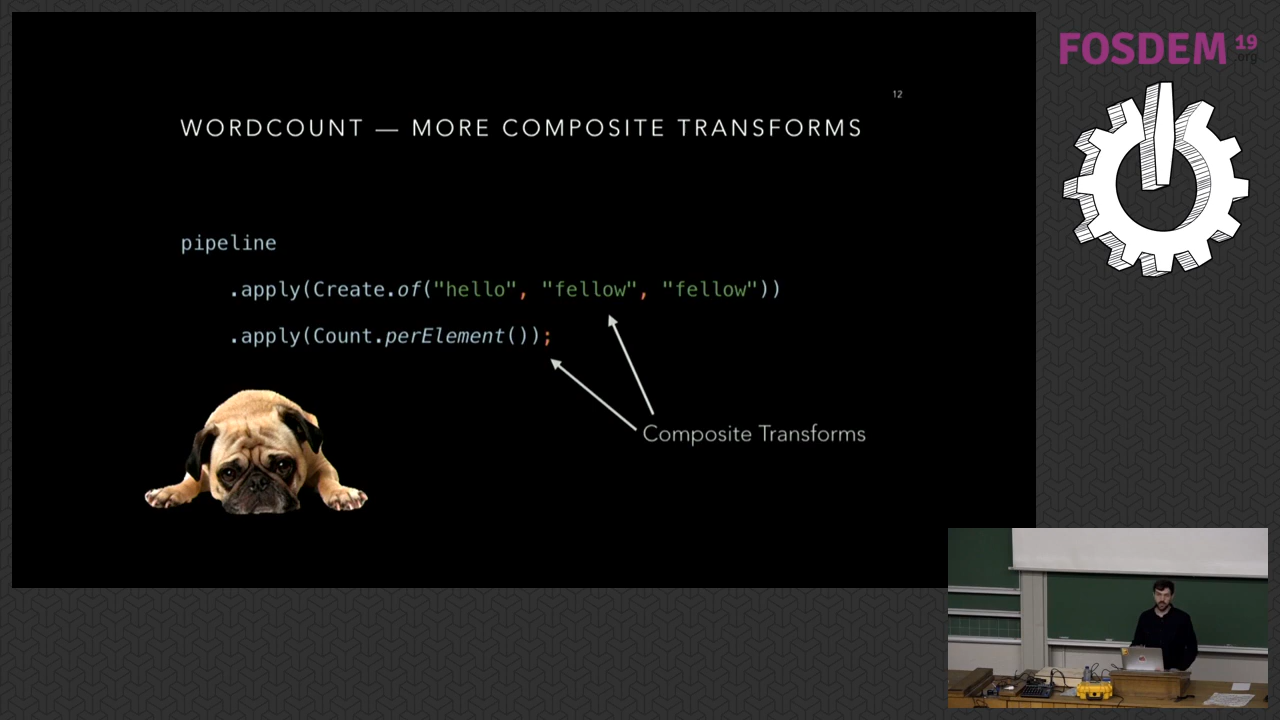 FOSDEM 19
.org
12
WORDCOUNT — MORE COMPOSITE TRANSFORMS
pipeline
.apply(Create.of("hello", "fellow", "fellow"))
.apply(Count.perElement());
Composite Transforms